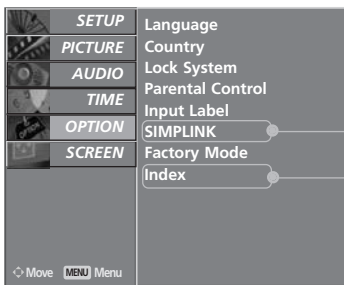 SETUP
PICTURE
AUDIO
TIME
OPTION
SCREEN
Language
Country
Lock System
Parental Control
Input Label
SIMPLINK
Factory Mode
Index
Move MENU Menu